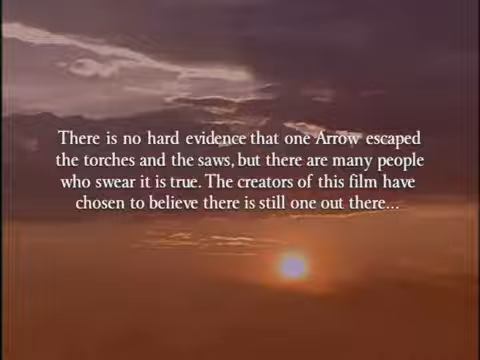 There is no hard evidence that one Arrow escaped
the torches and the saws, but there are many people
who swear it is true. The creators of this film have
chosen to believe there is still one out there...